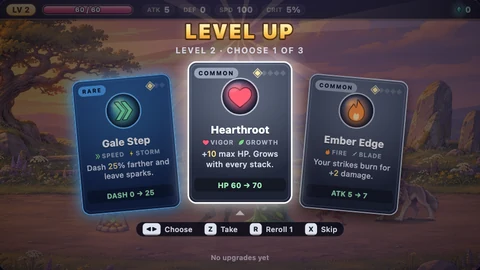 LV 2 60 / 60 ATK 5 DEF 0 SPD 100 CRIT 5% 0
LEVEL UP
LEVEL 2 · CHOOSE 1 OF 3
RARE
Gale Step
SPEED STORM
Dash 25% farther and
leave sparks.
DASH 0 → 25
COMMON
Hearthroot
VIGOR GROWTH
+10 max HP. Grows
with every stack.
HP 60 → 70
COMMON
Ember Edge
FIRE BLADE
Your strikes burn for
+2 damage.
ATK 5 → 7
Choose Z Take R Reroll 1 X Skip
No upgrades yet